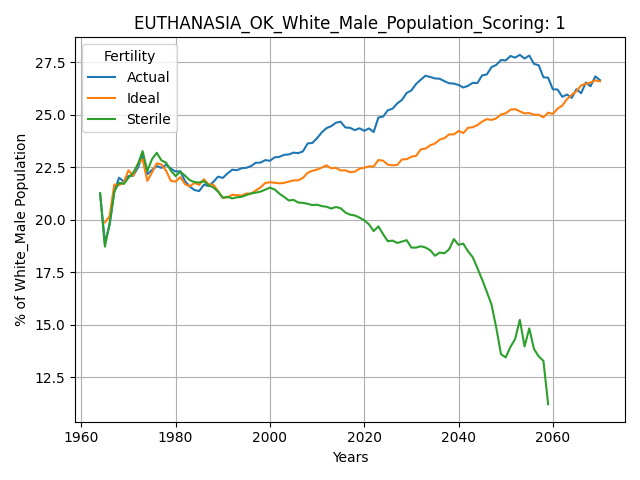 EUTHANASIA_OK_White_Male_Population_Scoring: 1
Fertility
Actual
Ideal
Sterile
% of White_Male Population
27.5
25.0
22.5
20.0
17.5
15.0
12.5
1960 1980 2000 2020 2040 2060
Years